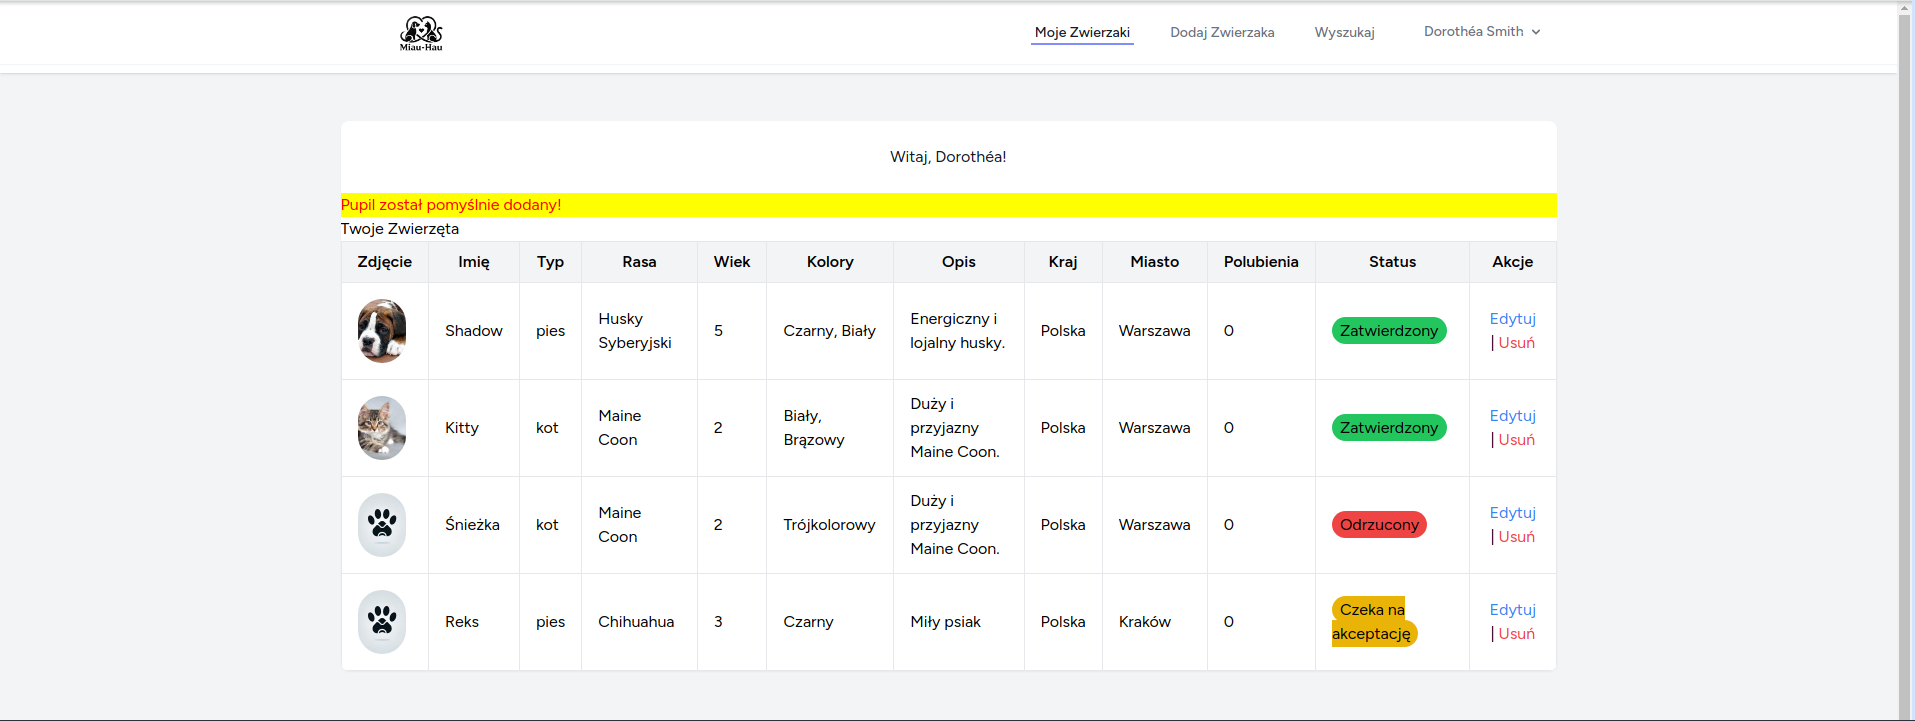 Miau-Hau
Moje Zwierzaki Dodaj Zwierzaka Wyszukaj Dorothéa Smith
Witaj, Dorothéa!
Pupil został pomyślnie dodany!
Twoje Zwierzęta
Zdjęcie Imię Typ Rasa Wiek Kolory Opis Kraj Miasto Polubienia Status Akcje
Shadow pies Husky Syberyjski 5 Czarny, Biały Energiczny i lojalny husky. Polska Warszawa 0 Zatwierdzony Edytuj | Usuń
Kitty kot Maine Coon 2 Biały, Brązowy Duży i przyjazny Maine Coon. Polska Warszawa 0 Zatwierdzony Edytuj | Usuń
Śnieżka kot Maine Coon 2 Trójkolorowy Duży i przyjazny Maine Coon. Polska Warszawa 0 Odrzucony Edytuj | Usuń
Reks pies Chihuahua 3 Czarny Miły psiak Polska Kraków 0 Czeka na akceptację Edytuj | Usuń